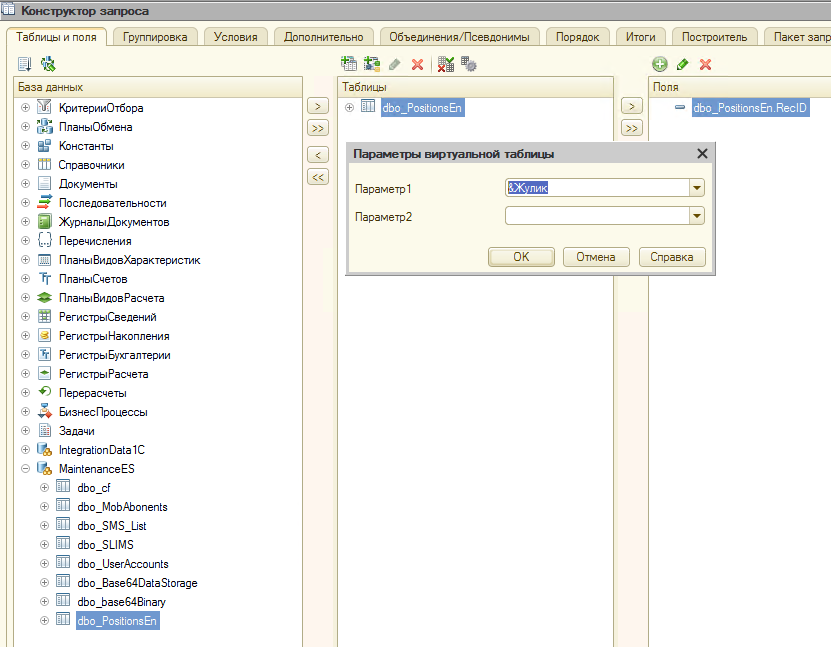 Конструктор запроса
Таблицы и поля
Группировка
Условия
Дополнительно
Объединения/Псевдонимы
Порядок
Итоги
Построитель
Пакет запр
База данных
КритерииОтбора
ПланыОбмена
Константы
Справочники
Документы
Последовательности
ЖурналыДокументов
Перечисления
ПланыВидовХарактеристик
ПланыСчетов
ПланыВидовРасчета
РегистрыСведений
РегистрыНакопления
РегистрыБухгалтерии
РегистрыРасчета
Перерасчеты
БизнесПроцессы
Задачи
IntegrationData1C
MaintenanceES
dbo_cf
dbo_MobAbonents
dbo_SMS_List
dbo_SLIMS
dbo_UserAccounts
dbo_Base64DataStorage
dbo_base64Binary
dbo_PositionsEn
>
>>
<
<<
Таблицы
dbo_PositionsEn
>
>>
Поля
dbo_PositionsEn.RecID
Параметры виртуальной таблицы
Параметр1
&Жулик
Параметр2
OK
Отмена
Справка